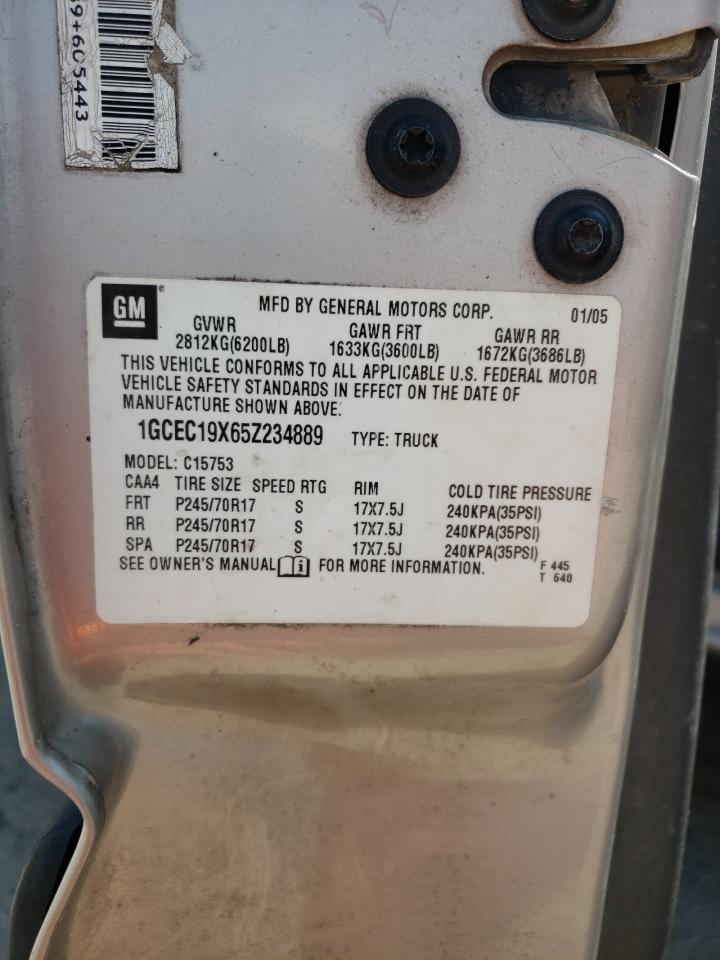 39+6C5443
GM ®
MFD BY GENERAL MOTORS CORP. 01/05
GVWR GAWR FRT GAWR RR
2812KG(6200LB) 1633KG(3600LB) 1672KG(3686LB)
THIS VEHICLE CONFORMS TO ALL APPLICABLE U.S. FEDERAL MOTOR
VEHICLE SAFETY STANDARDS IN EFFECT ON THE DATE OF
MANUFACTURE SHOWN ABOVE.
1GCEC19X65Z234889 TYPE: TRUCK
MODEL: C15753
CAA4 TIRE SIZE SPEED RTG RIM COLD TIRE PRESSURE
FRT P245/70R17 S 17X7.5J 240KPA(35PSI)
RR P245/70R17 S 17X7.5J 240KPA(35PSI)
SPA P245/70R17 S 17X7.5J 240KPA(35PSI)
SEE OWNER'S MANUAL i FOR MORE INFORMATION. F 445
T 640